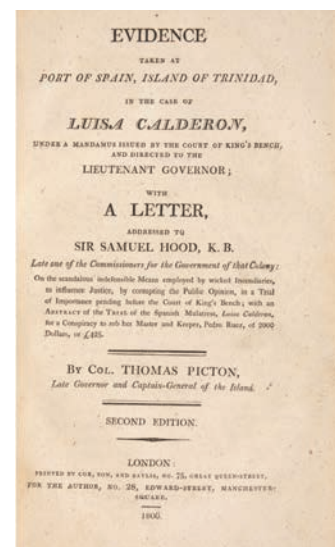 EVIDENCE
TAKEN AT
PORT OF SPAIN, ISLAND OF TRINIDAD,
IN THE CASE OF
LUISA CALDERON,
UNDER A MANDAMUS ISSUED BY THE COURT OF KING'S BENCH,
AND DIRECTED TO THE
LIEUTENANT GOVERNOR;
WITH
A LETTER,
ADDRESSED TO
SIR SAMUEL HOOD, K. B.
Late one of the Commissioners for the Government of that Colony:
On the scandalous indefensible Means employed by wicked Incendiaries,
to influence Justice, by corrupting the Public Opinion, in a Trial
of Importance pending before the Court of King's Bench; with an
ABSTRACT of the TRIAL of the Spanish Mulatress, Luisa Calderon,
for a Conspiracy to rob her Master and Keeper, Pedro Ruez, of 2000
Dollars, or £425.
BY COL. THOMAS PICTON,
Late Governor and Captain-General of the Island.
SECOND EDITION.
LONDON:
PRINTED BY COX, SON, AND BAYLIS, NO. 75, GREAT QUEEN-STREET,
FOR THE AUTHOR, NO. 28, EDWARD-STREET, MANCHESTER-
SQUARE.
1806.